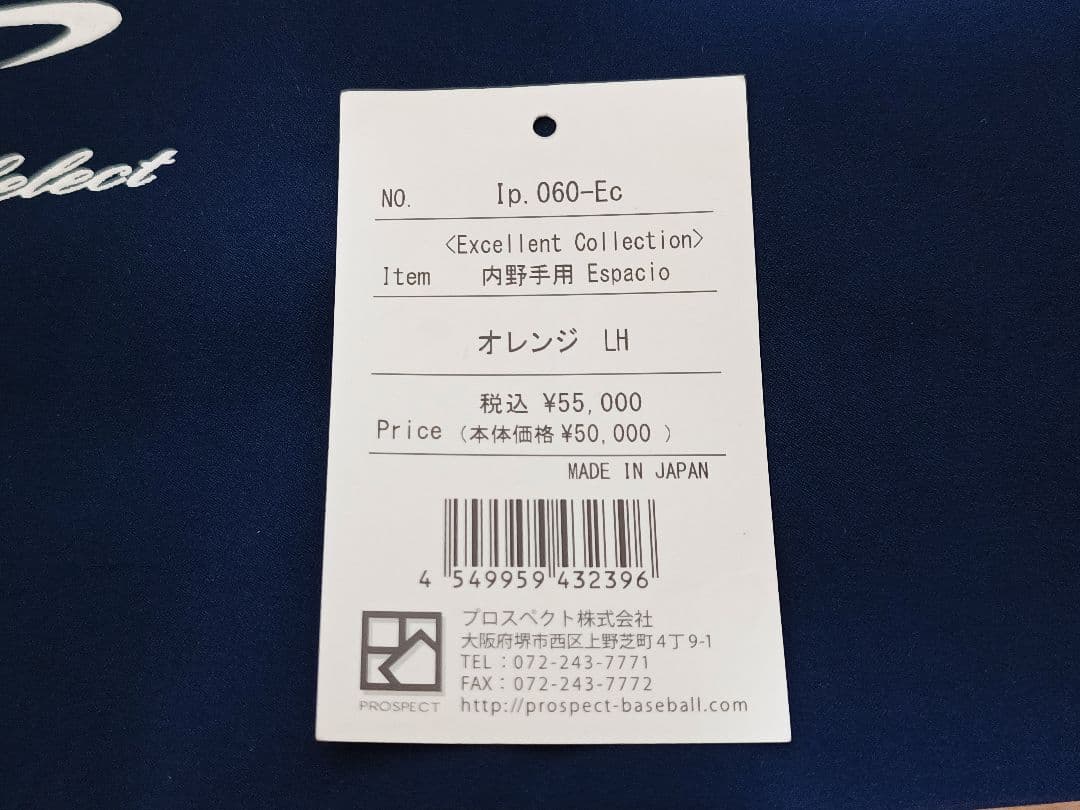 Select
NO. Ip.060-Ec
<Excellent Collection>
Item 内野手用 Espacio
オレンジ LH
税込 ¥55,000
Price (本体価格 ¥50,000 )
MADE IN JAPAN
4 549959 432396
プロスペクト株式会社
大阪府堺市西区上野芝町4丁9-1
TEL:072-243-7771
FAX:072-243-7772
PROSPECT http://prospect-baseball.com